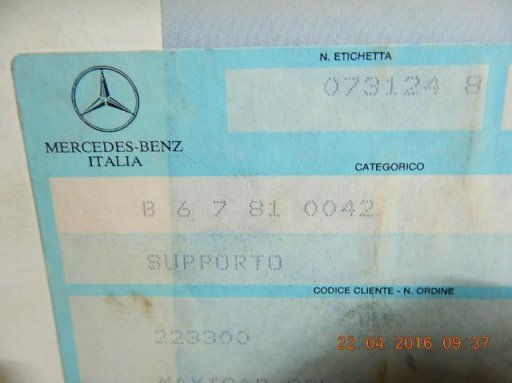 N. ETICHETTA
073124 8
MERCEDES-BENZ
ITALIA
CATEGORICO
B 6 7 81 0042
SUPPORTO
CODICE CLIENTE - N. ORDINE
223300
22.04.2016 09:37